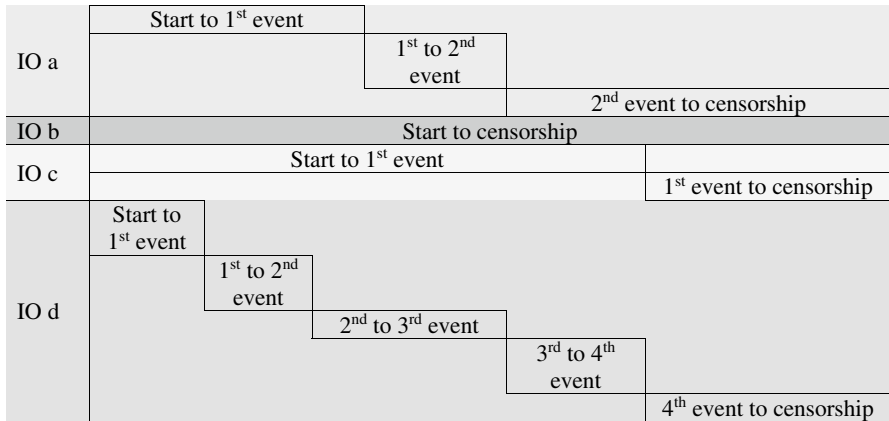 IO a
Start to 1st event
1st to 2nd
event
2nd event to censorship
IO b
Start to censorship
IO c
Start to 1st event
1st event to censorship
IO d
Start to
1st event
1st to 2nd
event
2nd to 3rd event
3rd to 4th
event
4th event to censorship